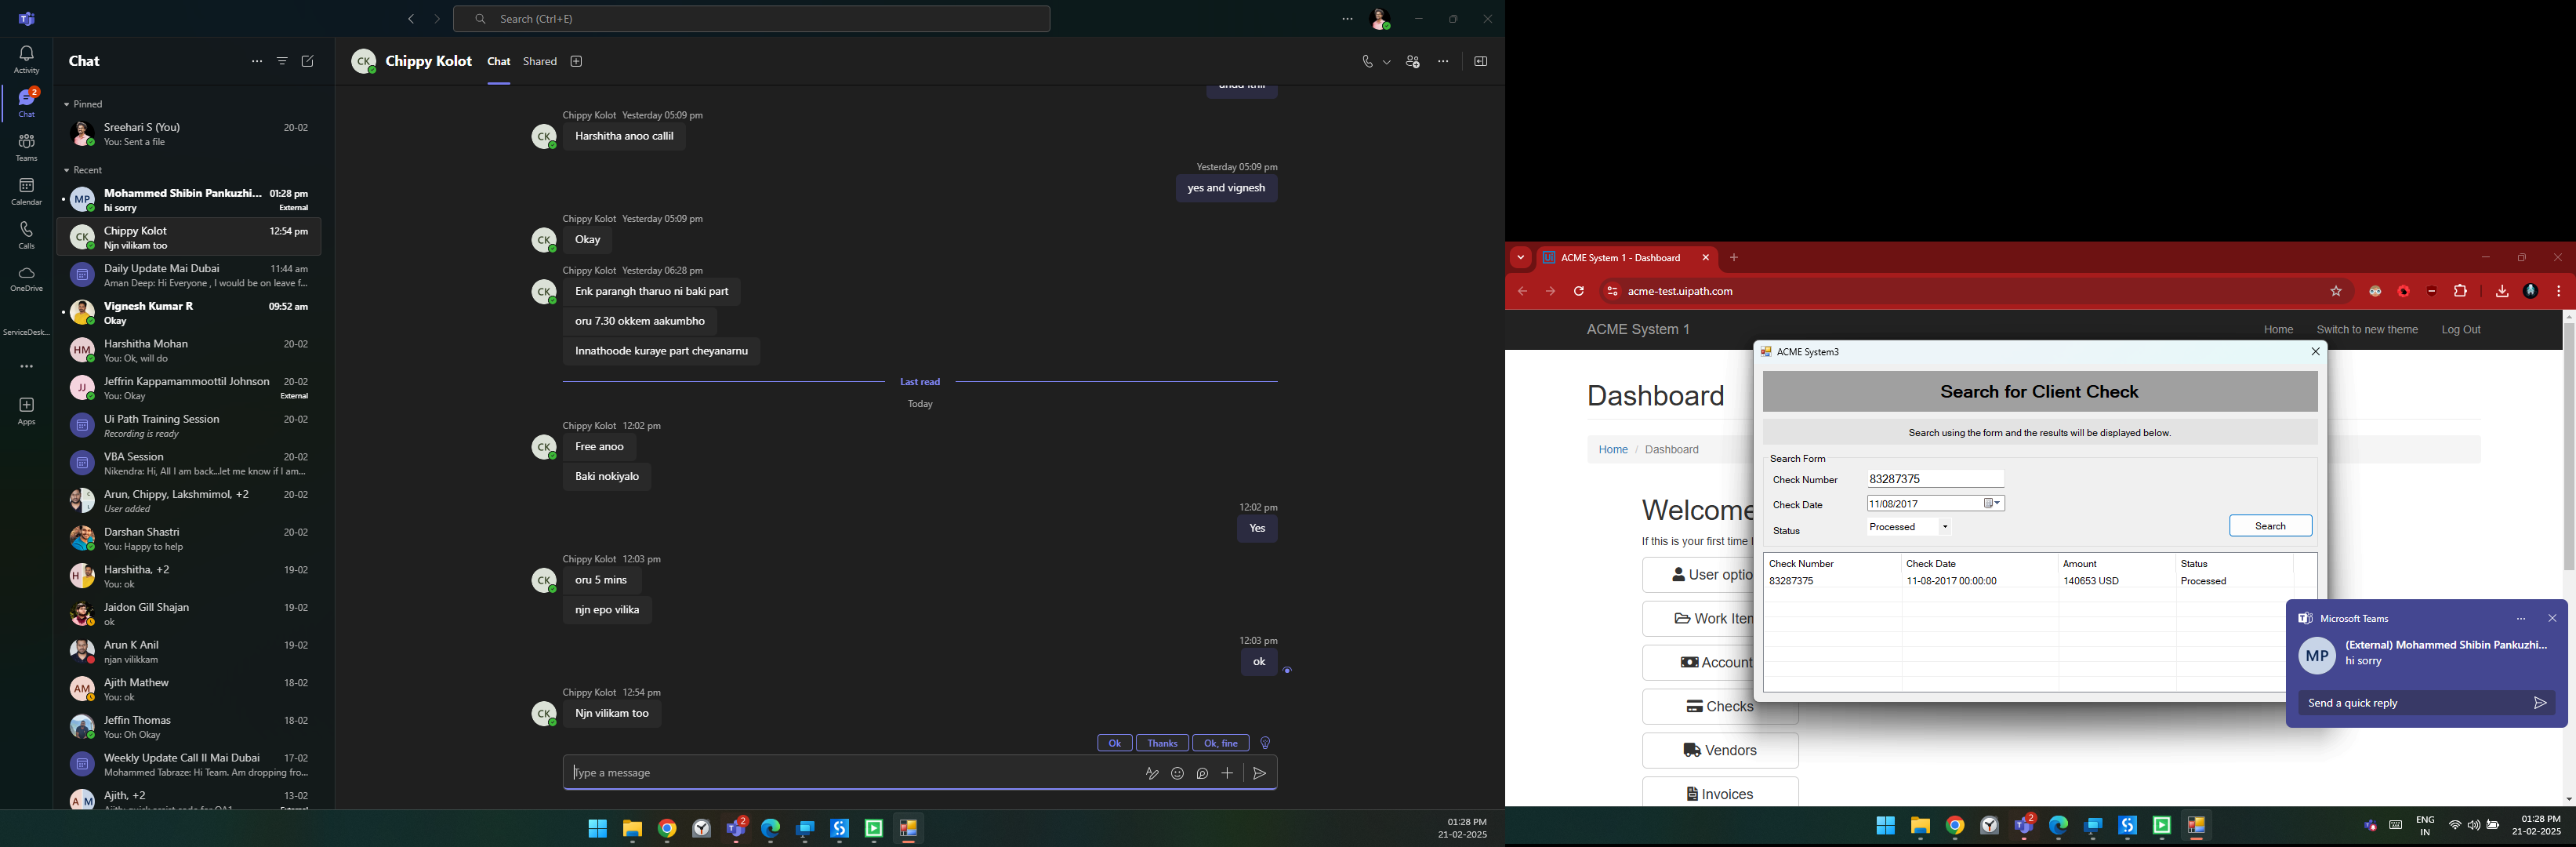 Search (Ctrl+E)
Activity
2
Chat
Teams
Calendar
Calls
OneDrive
ServiceDesk...
Apps
Chat
Pinned
Sreehari S (You) 20-02
You: Sent a file
Recent
MP
Mohammed Shibin Pankuzhi... 01:28 pm
hi sorry External
CK
Chippy Kolot 12:54 pm
Njn vilikam too
Daily Update Mai Dubai 11:44 am
Aman Deep: Hi Everyone , I would be on leave f...
Vignesh Kumar R 09:52 am
Okay
HM
Harshitha Mohan 20-02
You: Ok, will do
JJ
Jeffrin Kappamammoottil Johnson 20-02
You: Okay External
Ui Path Training Session 20-02
Recording is ready
VBA Session 20-02
Nikendra: Hi, All I am back...let me know if I am...
Arun, Chippy, Lakshmimol, +2 20-02
User added
Darshan Shastri 20-02
You: Happy to help
H
Harshitha, +2 19-02
You: ok
Jaidon Gill Shajan 19-02
ok
Arun K Anil 19-02
njan vilikkam
AM
Ajith Mathew 18-02
You: ok
Jeffin Thomas 18-02
You: Oh Okay
Weekly Update Call II Mai Dubai 17-02
Mohammed Tabraze: Hi Team. Am dropping fro...
A M
Ajith, +2 13-02
CK Chippy Kolot Chat Shared
Chippy Kolot Yesterday 05:09 pm
CK Harshitha anoo callil
Yesterday 05:09 pm
yes and vignesh
Chippy Kolot Yesterday 05:09 pm
CK Okay
Chippy Kolot Yesterday 06:28 pm
CK Enk parangh tharuo ni baki part
oru 7.30 okkem aakumbho
Innathoode kuraye part cheyanarnu
Last read
Today
Chippy Kolot 12:02 pm
CK Free anoo
Baki nokiyalo
12:02 pm
Yes
Chippy Kolot 12:03 pm
CK oru 5 mins
njn epo vilika
12:03 pm
ok
Chippy Kolot 12:54 pm
CK Njn vilikam too
Ok Thanks Ok, fine
Type a message
2
01:28 PM
21-02-2025
ACME System 1 - Dashboard
acme-test.uipath.com
ACME System 1 Home Switch to new theme Log Out
Dashboard
Home / Dashboard
Welcome
If this is your first time
User optio
Work Iten
Account
Checks
Vendors
Invoices
ACME System3
Search for Client Check
Search using the form and the results will be displayed below.
Search Form
Check Number 83287375
Check Date 11/08/2017
Status Processed Search
Check Number Check Date Amount Status
83287375 11-08-2017 00:00:00 140653 USD Processed
Microsoft Teams
MP
(External) Mohammed Shibin Pankuzhi...
hi sorry
Send a quick reply
2
ENG
IN
01:28 PM
21-02-2025